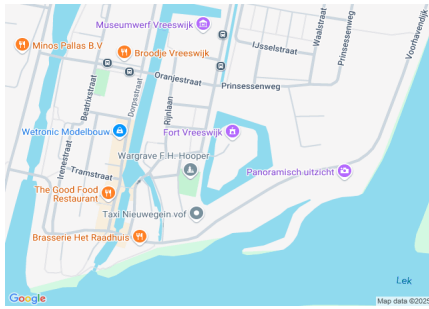 Museumwerf Vreeswijk
Minos Pallas B.V
Broodje Vreeswijk
IJsselstraat
Waalstraat
Prinsessenweg
Voorhavendijk
Oranjestraat
Prinsessenweg
Beatrixstraat
Dorpsstraat
Rijnlaan
Wetronic Modelbouw
Fort Vreeswijk
Irenestraat
Wargrave F.H. Hooper
Tramstraat
Panoramisch uitzicht
The Good Food
Restaurant
Taxi Nieuwegein vof
Brasserie Het Raadhuis
Lek
Google
Map data ©2025